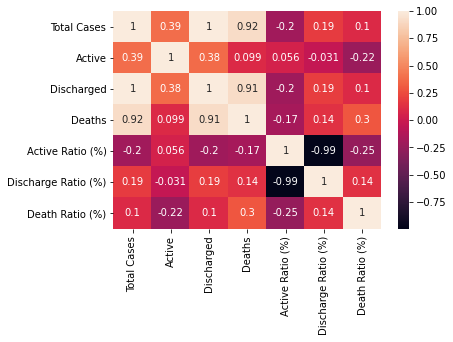 Total Cases 1 0.39 1 0.92 -0.2 0.19 0.1
Active 0.39 1 0.38 0.099 0.056 -0.031 -0.22
Discharged 1 0.38 1 0.91 -0.2 0.19 0.1
Deaths 0.92 0.099 0.91 1 -0.17 0.14 0.3
Active Ratio (%) -0.2 0.056 -0.2 -0.17 1 -0.99 -0.25
Discharge Ratio (%) 0.19 -0.031 0.19 0.14 -0.99 1 0.14
Death Ratio (%) 0.1 -0.22 0.1 0.3 -0.25 0.14 1
Total Cases
Active
Discharged
Deaths
Active Ratio (%)
Discharge Ratio (%)
Death Ratio (%)
1.00
0.75
0.50
0.25
0.00
−0.25
−0.50
−0.75